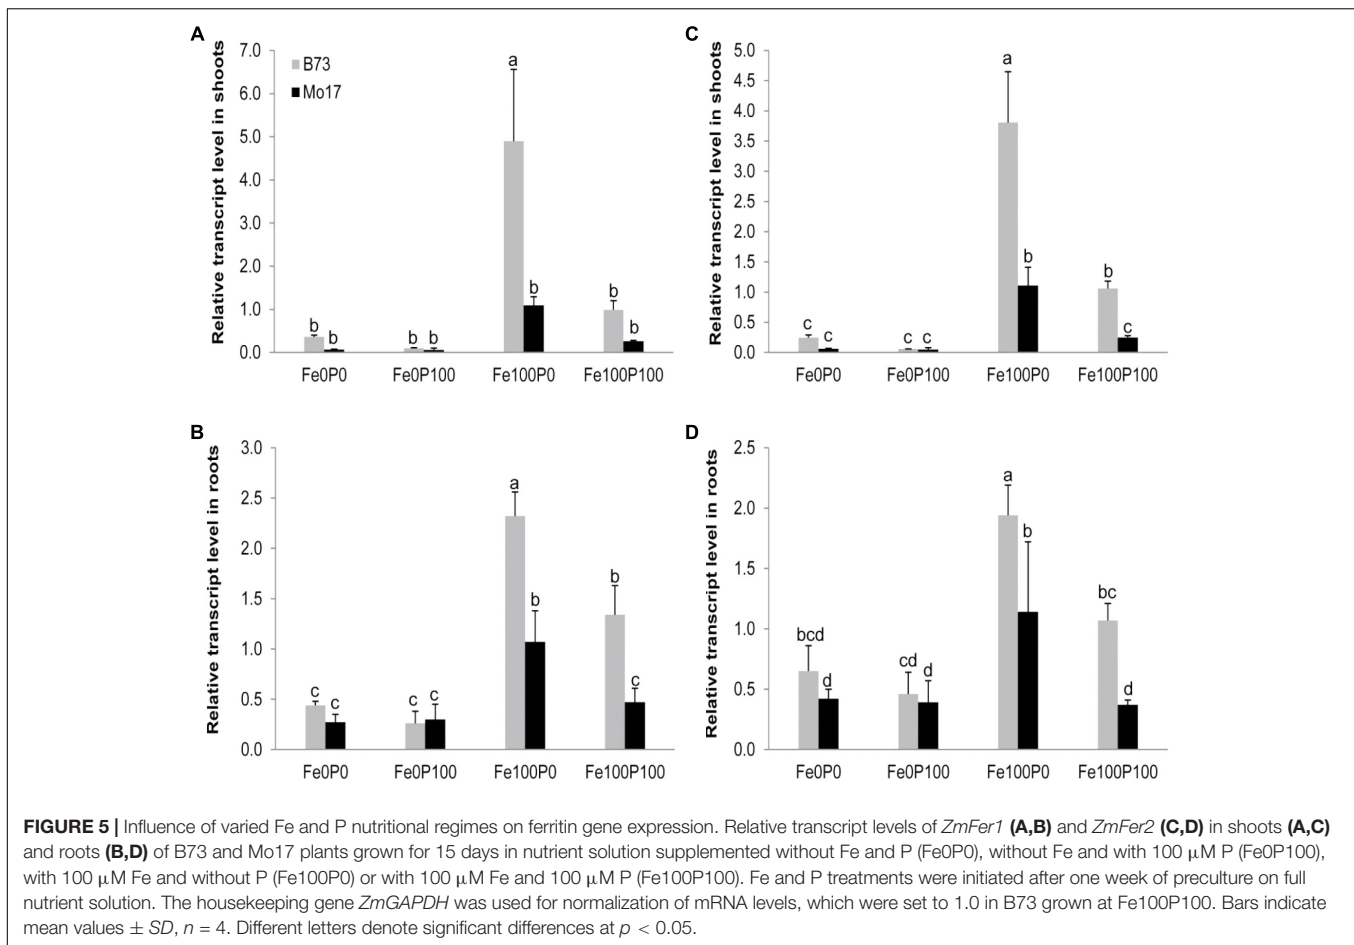 A
Relative transcript level in shoots
7.0
6.0
5.0
4.0
3.0
2.0
1.0
0.0
B73
Mo17
b b b b a b b b
Fe0P0 Fe0P100 Fe100P0 Fe100P100
C
Relative transcript level in shoots
5.0
4.5
4.0
3.5
3.0
2.5
2.0
1.5
1.0
0.5
0.0
c c c c a b b c
Fe0P0 Fe0P100 Fe100P0 Fe100P100
B
Relative transcript level in roots
3.0
2.5
2.0
1.5
1.0
0.5
0.0
c c c c a b b c
Fe0P0 Fe0P100 Fe100P0 Fe100P100
D
Relative transcript level in roots
2.5
2.0
1.5
1.0
0.5
0.0
bcd d cd d a b bc d
Fe0P0 Fe0P100 Fe100P0 Fe100P100
FIGURE 5 | Influence of varied Fe and P nutritional regimes on ferritin gene expression. Relative transcript levels of ZmFer1 (A,B) and ZmFer2 (C,D) in shoots (A,C)
and roots (B,D) of B73 and Mo17 plants grown for 15 days in nutrient solution supplemented without Fe and P (Fe0P0), without Fe and with 100 μM P (Fe0P100),
with 100 μM Fe and without P (Fe100P0) or with 100 μM Fe and 100 μM P (Fe100P100). Fe and P treatments were initiated after one week of preculture on full
nutrient solution. The housekeeping gene ZmGAPDH was used for normalization of mRNA levels, which were set to 1.0 in B73 grown at Fe100P100. Bars indicate
mean values ± SD, n = 4. Different letters denote significant differences at p < 0.05.